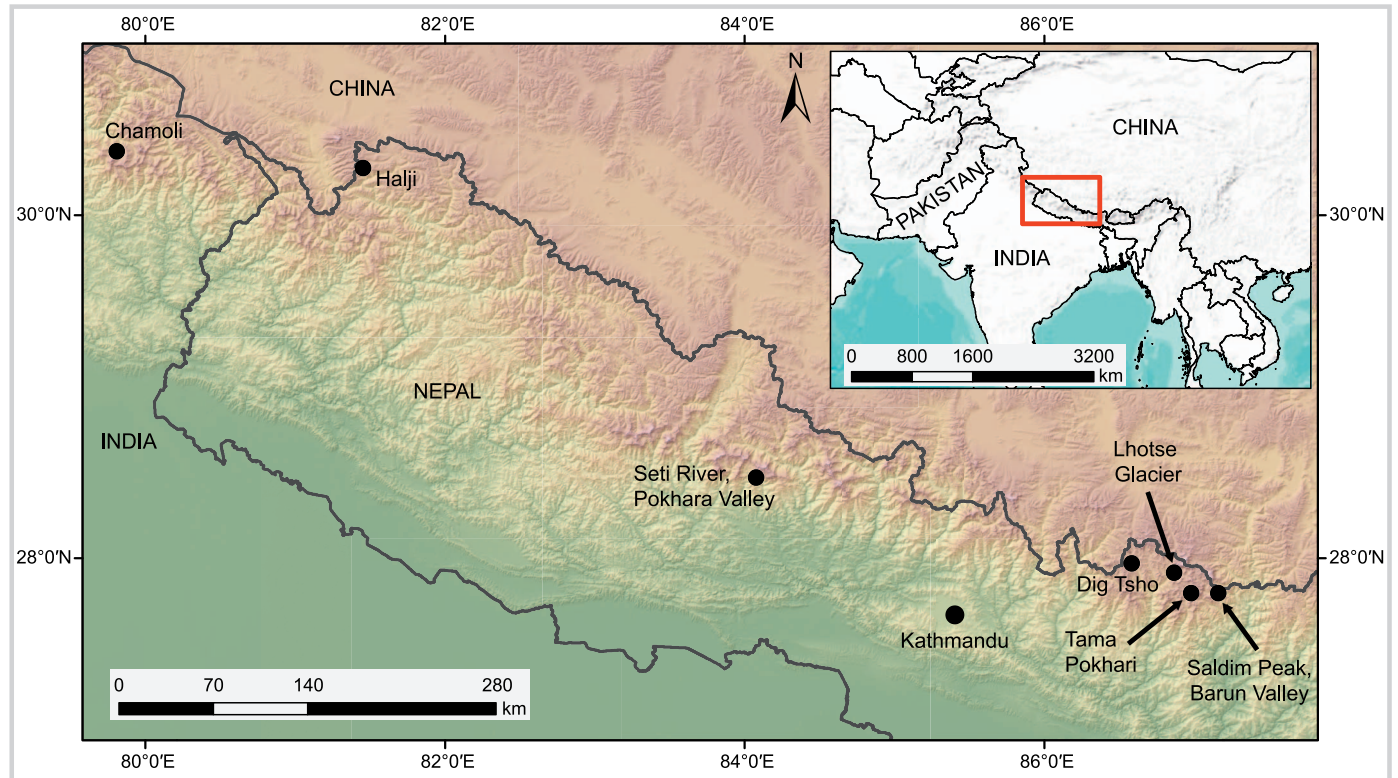 80°0′E 82°0′E 84°0′E 86°0′E
N
CHINA
Chamoli
Halji
30°0′N
30°0′N
CHINA
PAKISTAN
INDIA
0 800 1600 3200
km
NEPAL
INDIA
Seti River,
Pokhara Valley
Lhotse
Glacier
28°0′N
28°0′N
Dig Tsho
Kathmandu
Tama
Pokhari
Saldim Peak,
Barun Valley
0 70 140 280
km
80°0′E 82°0′E 84°0′E 86°0′E